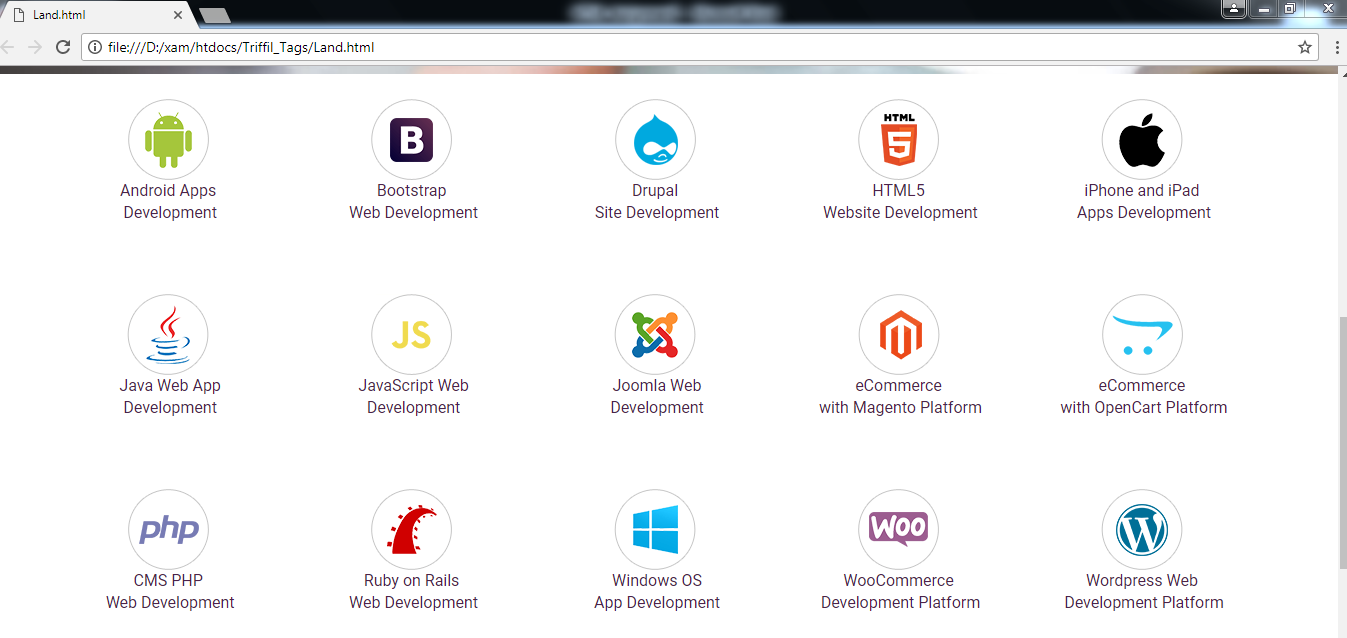 Land.html
file:///D:/xam/htdocs/Triffil_Tags/Land.html
B
HTML
5
Android Apps
Development
Bootstrap
Web Development
Drupal
Site Development
HTML5
Website Development
iPhone and iPad
Apps Development
JS
Java Web App
Development
JavaScript Web
Development
Joomla Web
Development
eCommerce
with Magento Platform
eCommerce
with OpenCart Platform
php
WOO
W
CMS PHP
Web Development
Ruby on Rails
Web Development
Windows OS
App Development
WooCommerce
Development Platform
Wordpress Web
Development Platform